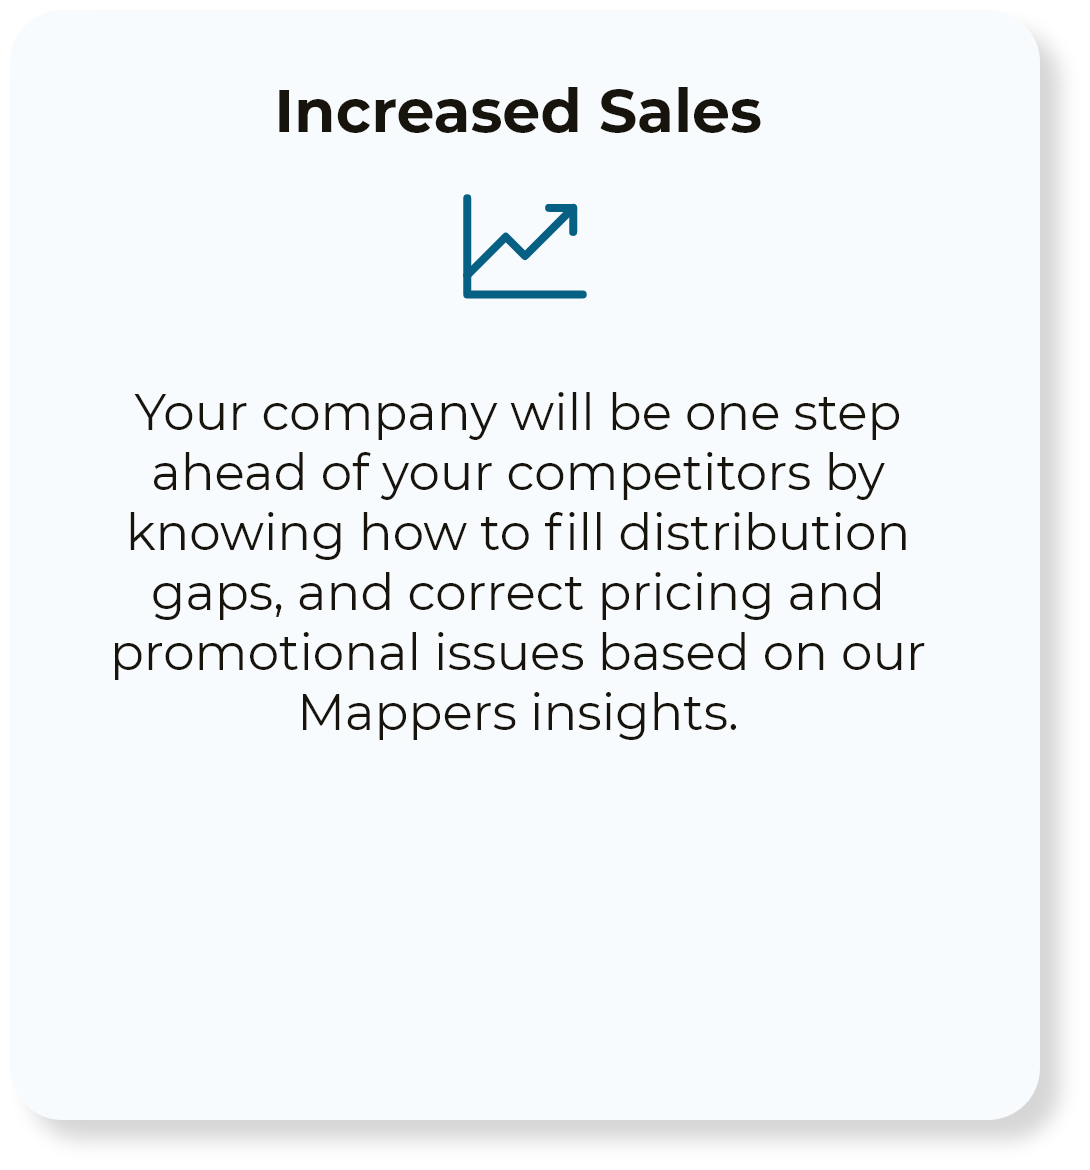 Increased Sales
Your company will be one step
ahead of your competitors by
knowing how to fill distribution
gaps, and correct pricing and
promotional issues based on our
Mappers insights.